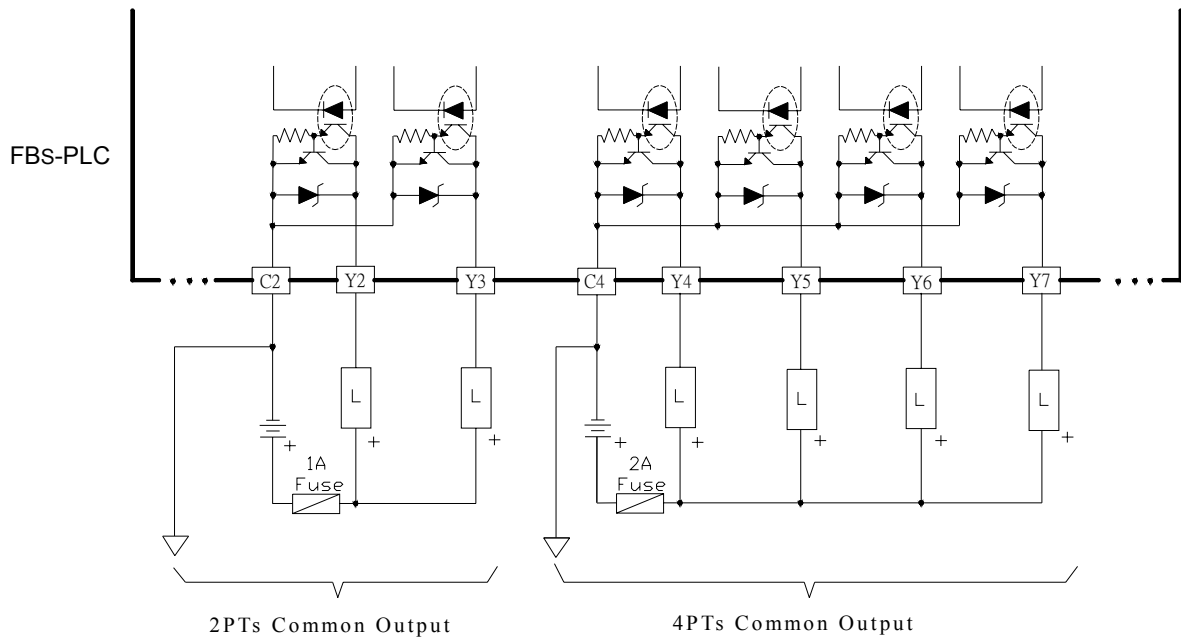 FBs-PLC
C2 Y2 Y3 C4 Y4 Y5 Y6 Y7
L L L L L L
+ + + + + + + +
1A
Fuse
2A
Fuse
2PTs Common Output
4PTs Common Output